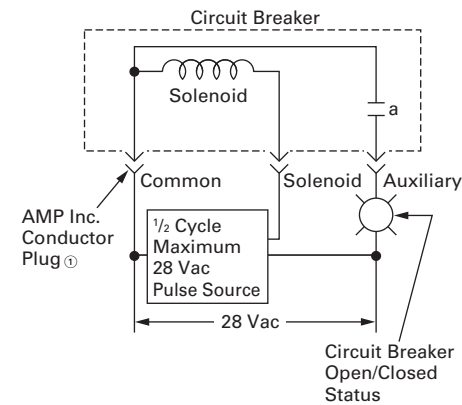 Circuit Breaker
Solenoid
a
Common
Solenoid
Auxiliary
AMP Inc.
Conductor
Plug ①
½ Cycle
Maximum
28 Vac
Pulse Source
28 Vac
Circuit Breaker
Open/Closed
Status